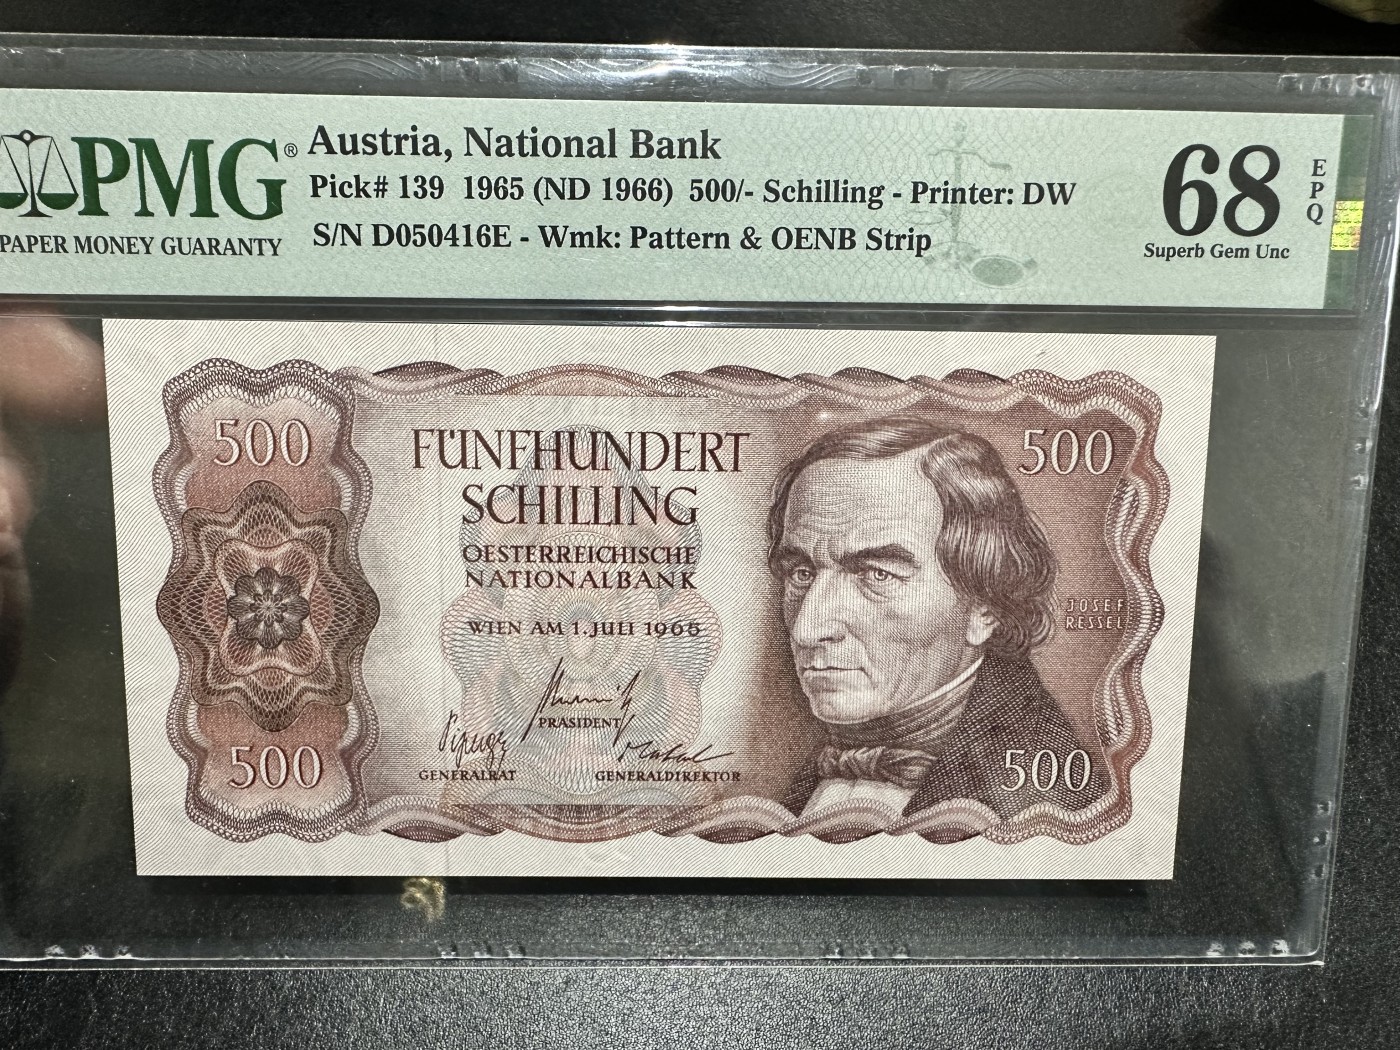 PMG®
PAPER MONEY GUARANTY
Austria, National Bank
Pick# 139 1965 (ND 1966) 500/- Schilling - Printer: DW
S/N D050416E - Wmk: Pattern & OENB Strip
68
EPQ
Superb Gem Unc
500
500
FÜNFHUNDERT
SCHILLING
OESTERREICHISCHE
NATIONALBANK
WIEN AM 1. JULI 1965
JOSEF
RESSEL
PRÄSIDENT
GENERALRAT
GENERALDIREKTOR
500
500